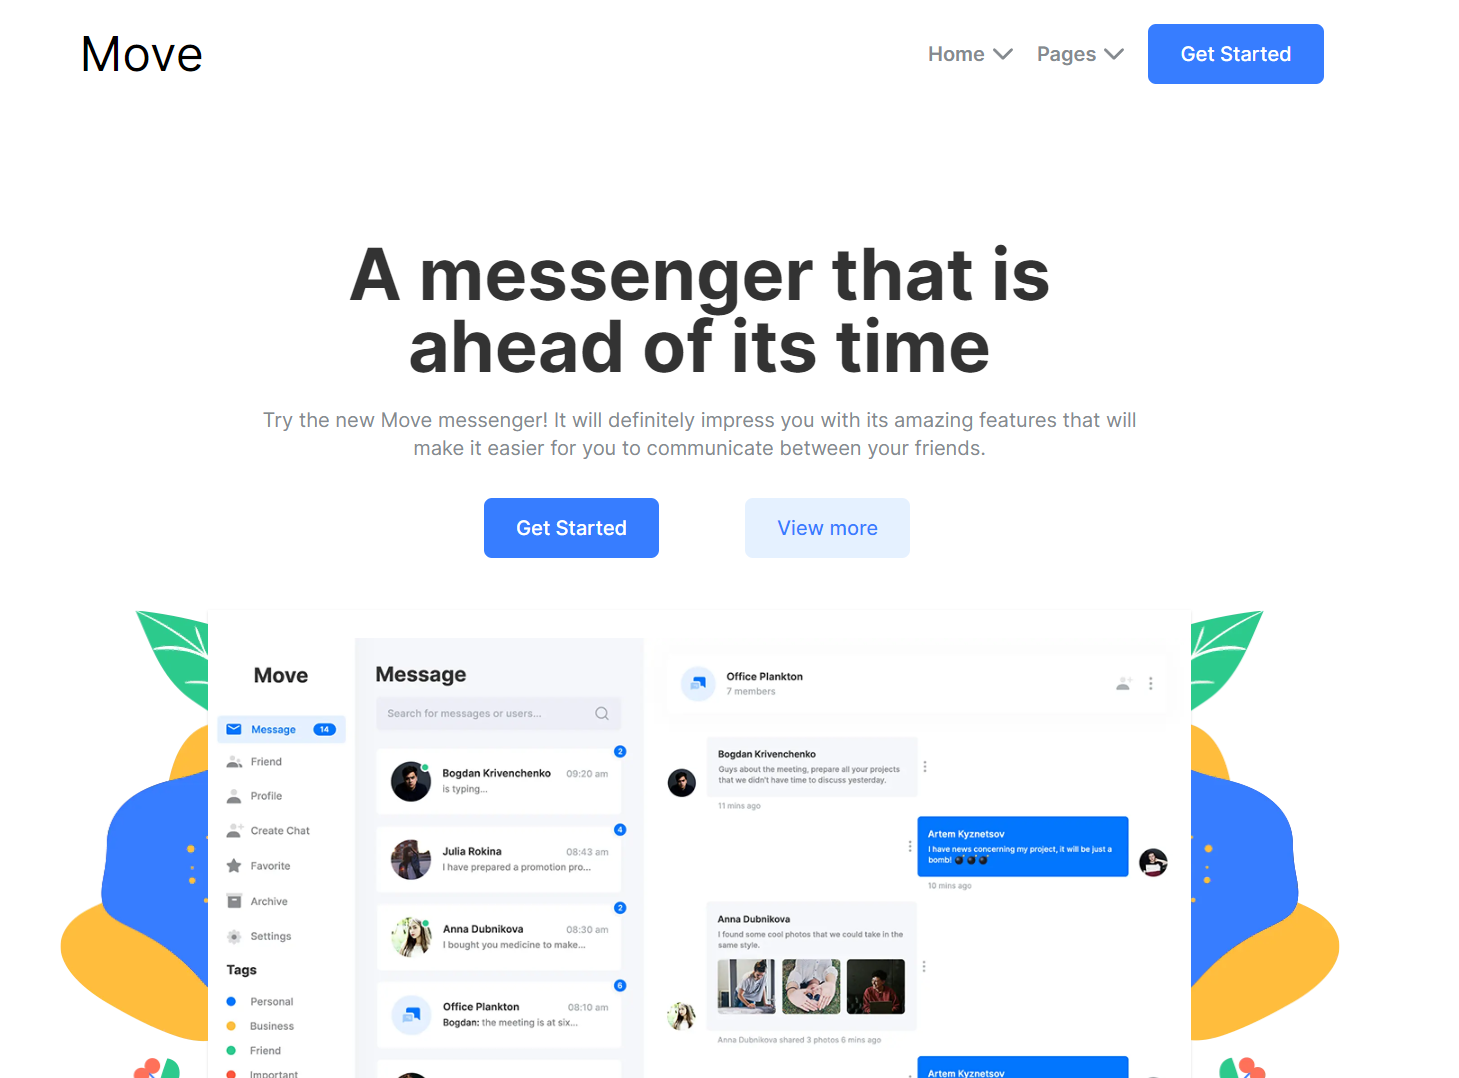 Move
Home
Pages
Get Started
A messenger that is
ahead of its time
Try the new Move messenger! It will definitely impress you with its amazing features that will
make it easier for you to communicate between your friends.
Get Started
View more
Move
Message 14
Friend
Profile
Create Chat
Favorite
Archive
Settings
Tags
Personal
Business
Friend
Important
Message
Search for messages or users...
2
Bogdan Krivenchenko 09:20 am
is typing...
4
Julia Rokina 08:43 am
I have prepared a promotion pro...
2
Anna Dubnikova 08:30 am
I bought you medicine to make...
6
Office Plankton 08:10 am
Bogdan: the meeting is at six...
Office Plankton
7 members
Bogdan Krivenchenko
Guys about the meeting, prepare all your projects
that we didn't have time to discuss yesterday.
11 mins ago
Artem Kyznetsov
I have news concerning my project, it will be just a
bomb! 💣 💣 💣
10 mins ago
Anna Dubnikova
I found some cool photos that we could take in the
same style.
Anna Dubnikova shared 3 photos 6 mins ago
Artem Kyznetsov